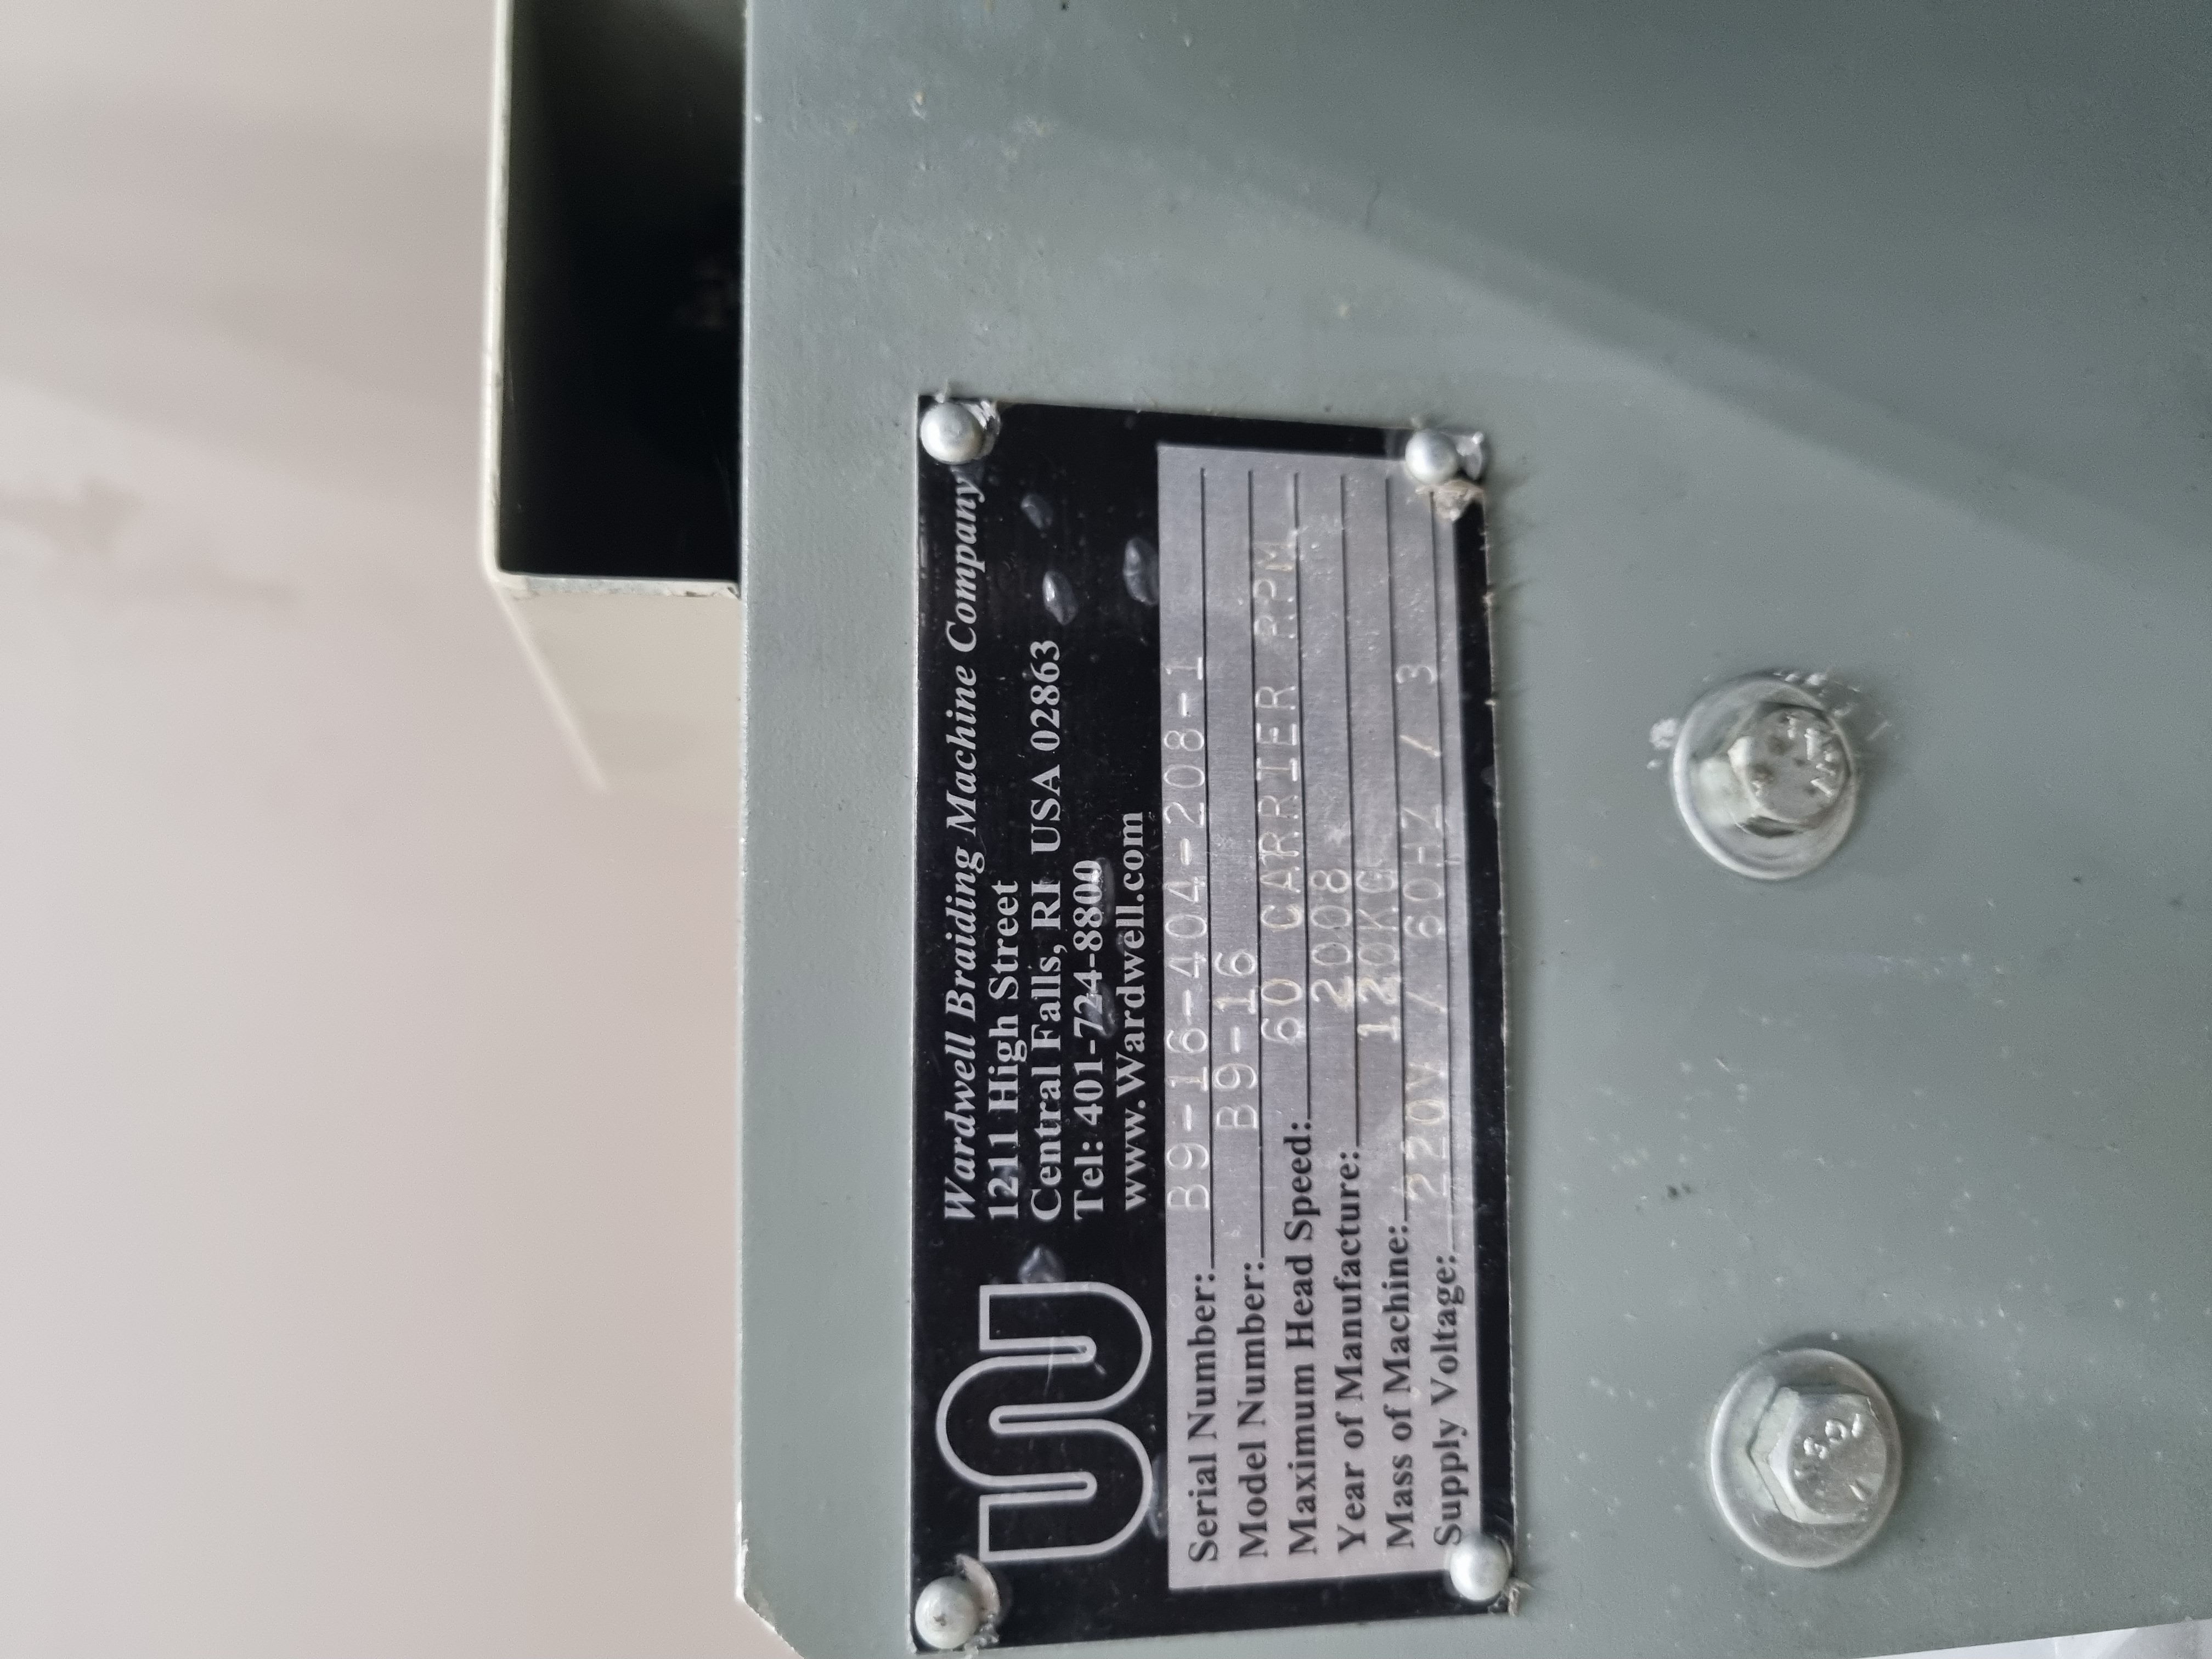 Wardwell Braiding Machine Company
1211 High Street
Central Falls, RI USA 02863
Tel: 401-724-8800
www.Wardwell.com
Serial Number: B9-16-404-208-1
Model Number: B9-16
Maximum Head Speed: 60 CARRIER RPM
Year of Manufacture: 2008
Mass of Machine: 120KG
Supply Voltage: 220V / 60HZ / 3